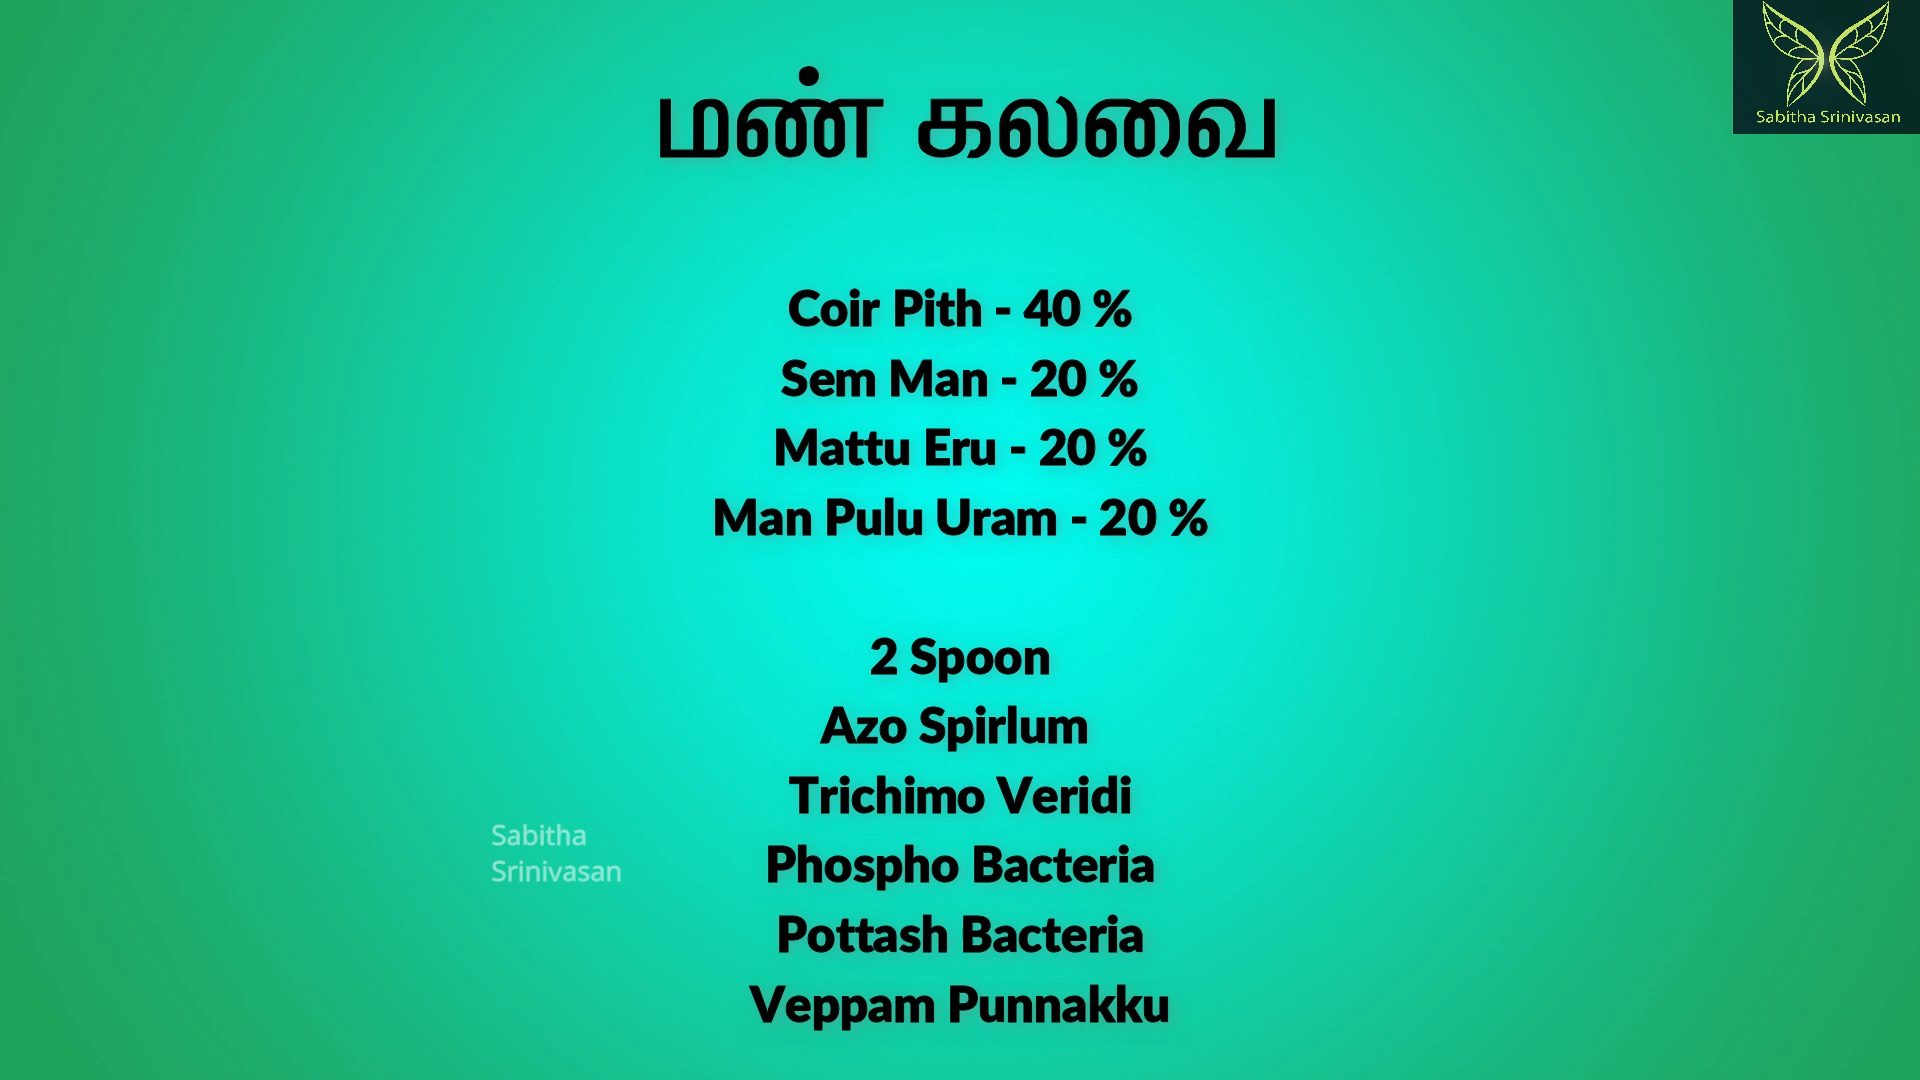 மண் கலவை
Sabitha Srinivasan
Coir Pith - 40 %
Sem Man - 20 %
Mattu Eru - 20 %
Man Pulu Uram - 20 %
2 Spoon
Azo Spirlum
Trichimo Veridi
Sabitha
Srinivasan
Phospho Bacteria
Pottash Bacteria
Veppam Punnakku